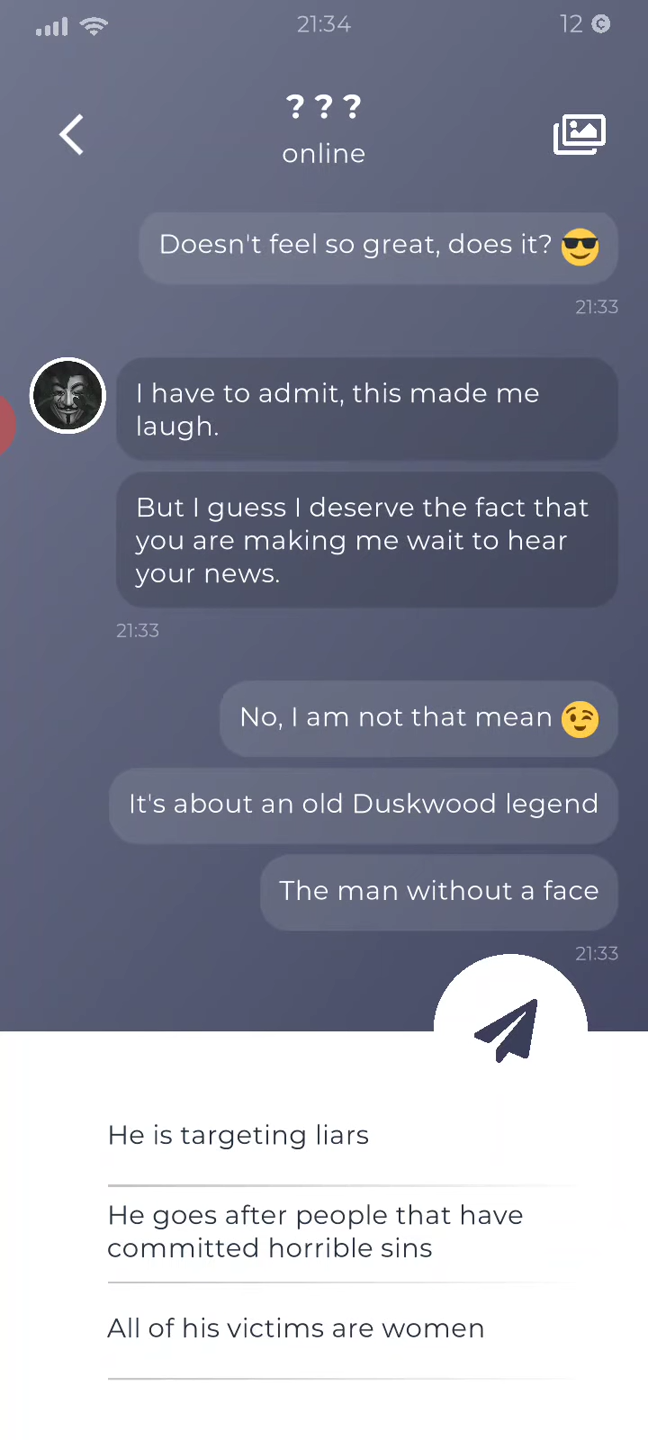 21:34
12
? ? ?
online
Doesn't feel so great, does it? 😎
21:33
I have to admit, this made me
laugh.
But I guess I deserve the fact that
you are making me wait to hear
your news.
21:33
No, I am not that mean 😉
It's about an old Duskwood legend
The man without a face
21:33
He is targeting liars
He goes after people that have
committed horrible sins
All of his victims are women